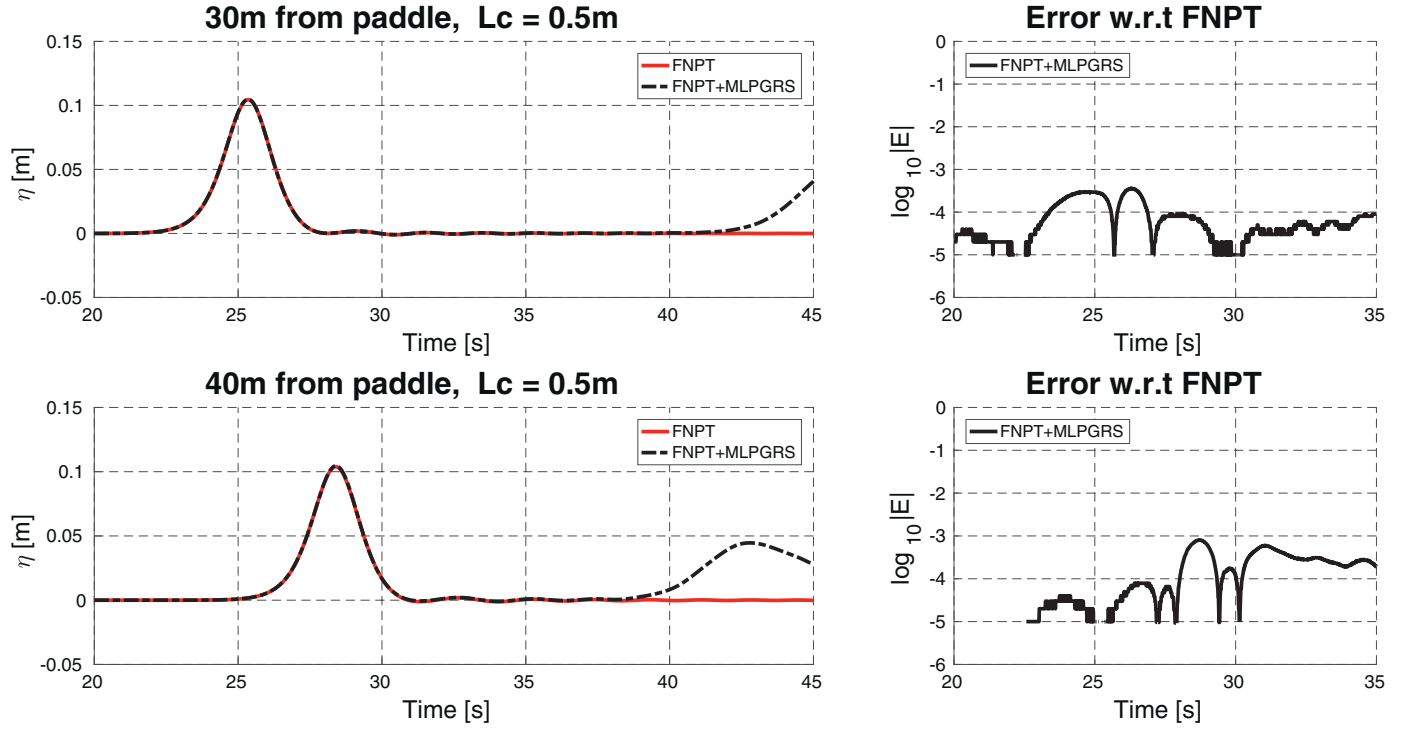 30m from paddle, Lc = 0.5m
0.15
0.1
0.05
0
-0.05
η [m]
20
25
30
35
40
45
Time [s]
FNPT
FNPT+MLPGRS
Error w.r.t FNPT
0
-1
-2
-3
-4
-5
-6
log 10|E|
20
25
30
35
Time [s]
FNPT+MLPGRS
40m from paddle, Lc = 0.5m
0.15
0.1
0.05
0
-0.05
η [m]
20
25
30
35
40
45
Time [s]
FNPT
FNPT+MLPGRS
Error w.r.t FNPT
0
-1
-2
-3
-4
-5
-6
log 10|E|
20
25
30
35
Time [s]
FNPT+MLPGRS